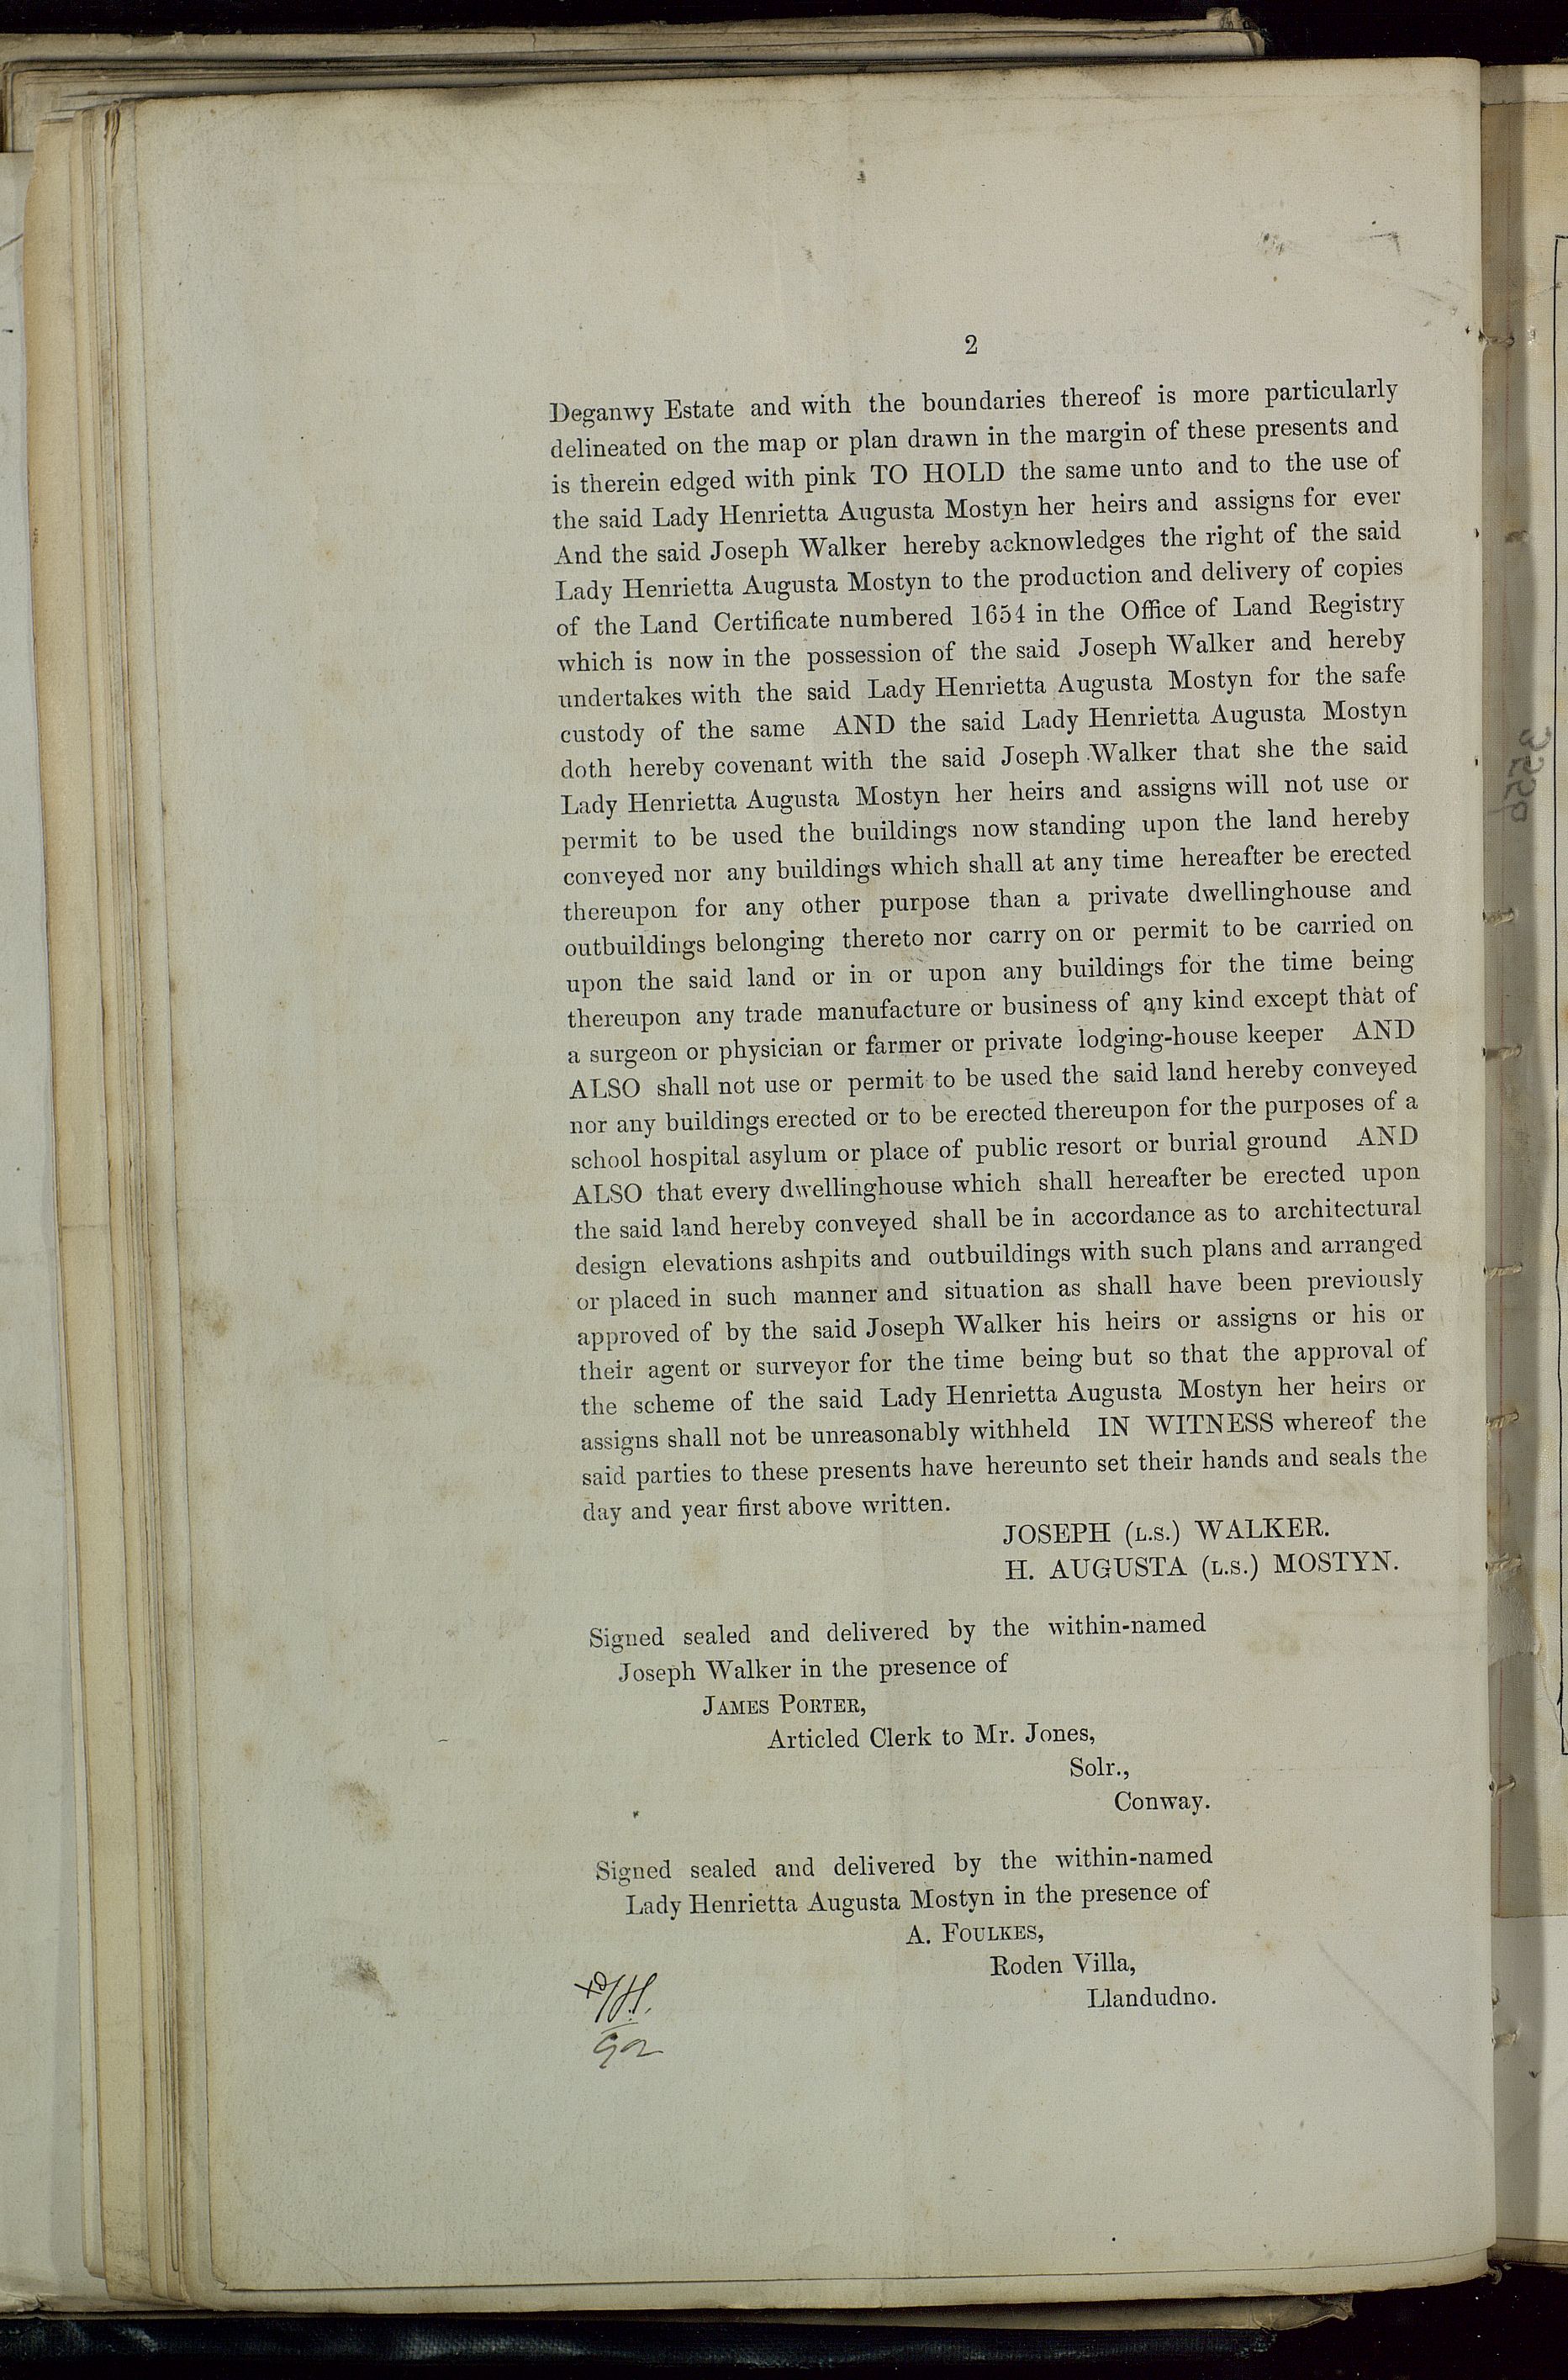 2
Deganwy Estate and with the boundaries thereof is more particularly
delineated on the map or plan drawn in the margin of these presents and
is therein edged with pink TO HOLD the same unto and to the use of
the said Lady Henrietta Augusta Mostyn her heirs and assigns for ever
And the said Joseph Walker hereby acknowledges the right of the said
Lady Henrietta Augusta Mostyn to the production and delivery of copies
of the Land Certificate numbered 1654 in the Office of Land Registry
which is now in the possession of the said Joseph Walker and hereby
undertakes with the said Lady Henrietta Augusta Mostyn for the safe
custody of the same AND the said Lady Henrietta Augusta Mostyn
doth hereby covenant with the said Joseph Walker that she the said
Lady Henrietta Augusta Mostyn her heirs and assigns will not use or
permit to be used the buildings now standing upon the land hereby
conveyed nor any buildings which shall at any time hereafter be erected
thereupon for any other purpose than a private dwellinghouse and
outbuildings belonging thereto nor carry on or permit to be carried on
upon the said land or in or upon any buildings for the time being
thereupon any trade manufacture or business of any kind except that of
a surgeon or physician or farmer or private lodging-house keeper AND
ALSO shall not use or permit to be used the said land hereby conveyed
nor any buildings erected or to be erected thereupon for the purposes of a
school hospital asylum or place of public resort or burial ground AND
ALSO that every dwellinghouse which shall hereafter be erected upon
the said land hereby conveyed shall be in accordance as to architectural
design elevations ashpits and outbuildings with such plans and arranged
or placed in such manner and situation as shall have been previously
approved of by the said Joseph Walker his heirs or assigns or his or
their agent or surveyor for the time being but so that the approval of
the scheme of the said Lady Henrietta Augusta Mostyn her heirs or
assigns shall not be unreasonably withheld IN WITNESS whereof the
said parties to these presents have hereunto set their hands and seals the
day and year first above written.
JOSEPH (L.S.) WALKER.
H. AUGUSTA (L.S.) MOSTYN.
Signed sealed and delivered by the within-named
Joseph Walker in the presence of
JAMES PORTER,
Articled Clerk to Mr. Jones,
Solr.,
Conway.
Signed sealed and delivered by the within-named
Lady Henrietta Augusta Mostyn in the presence of
A. FOULKES,
Roden Villa,
Llandudno.